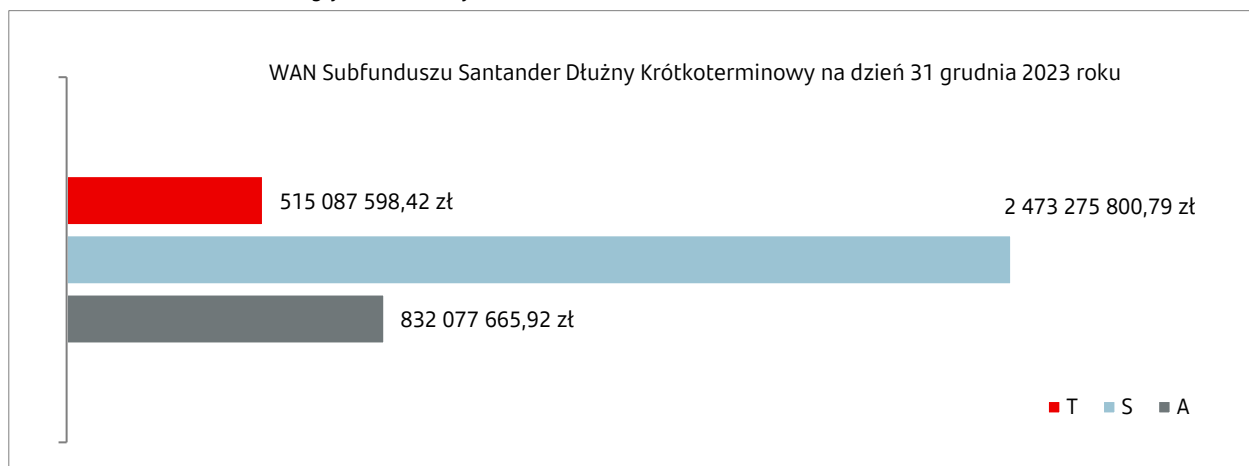 WAN Subfunduszu Santander Dłużny Krótkoterminowy na dzień 31 grudnia 2023 roku
515 087 598,42 zł
2 473 275 800,79 zł
832 077 665,92 zł
T S A